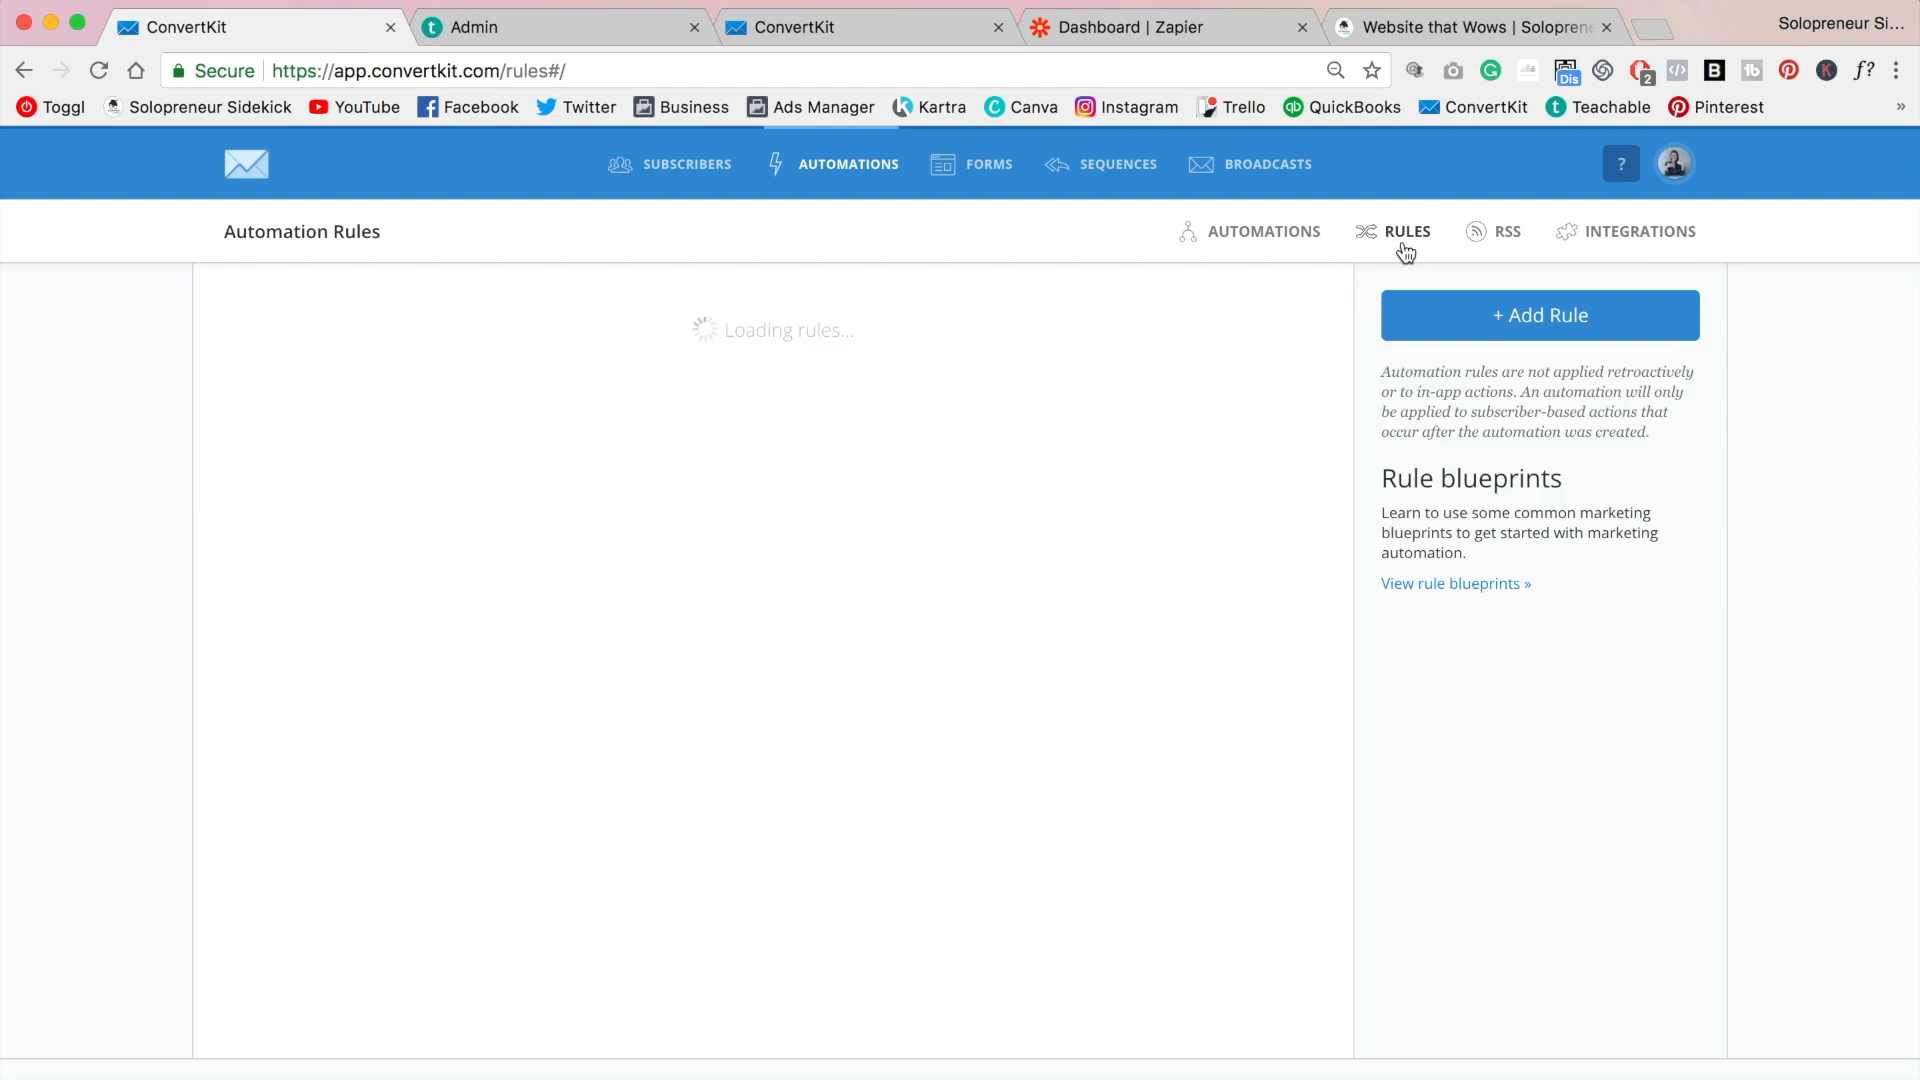 ConvertKit
Admin
ConvertKit
Dashboard | Zapier
Website that Wows | Soloprene
Solopreneur Si...
Secure
https://app.convertkit.com/rules#/
Dis
2
B
tb
K
f?
Toggl
Solopreneur Sidekick
YouTube
Facebook
Twitter
Business
Ads Manager
Kartra
Canva
Instagram
Trello
QuickBooks
ConvertKit
Teachable
Pinterest
»
SUBSCRIBERS
AUTOMATIONS
FORMS
SEQUENCES
BROADCASTS
?
Automation Rules
AUTOMATIONS
RULES
RSS
INTEGRATIONS
Loading rules...
+ Add Rule
Automation rules are not applied retroactively
or to in-app actions. An automation will only
be applied to subscriber-based actions that
occur after the automation was created.
Rule blueprints
Learn to use some common marketing
blueprints to get started with marketing
automation.
View rule blueprints »